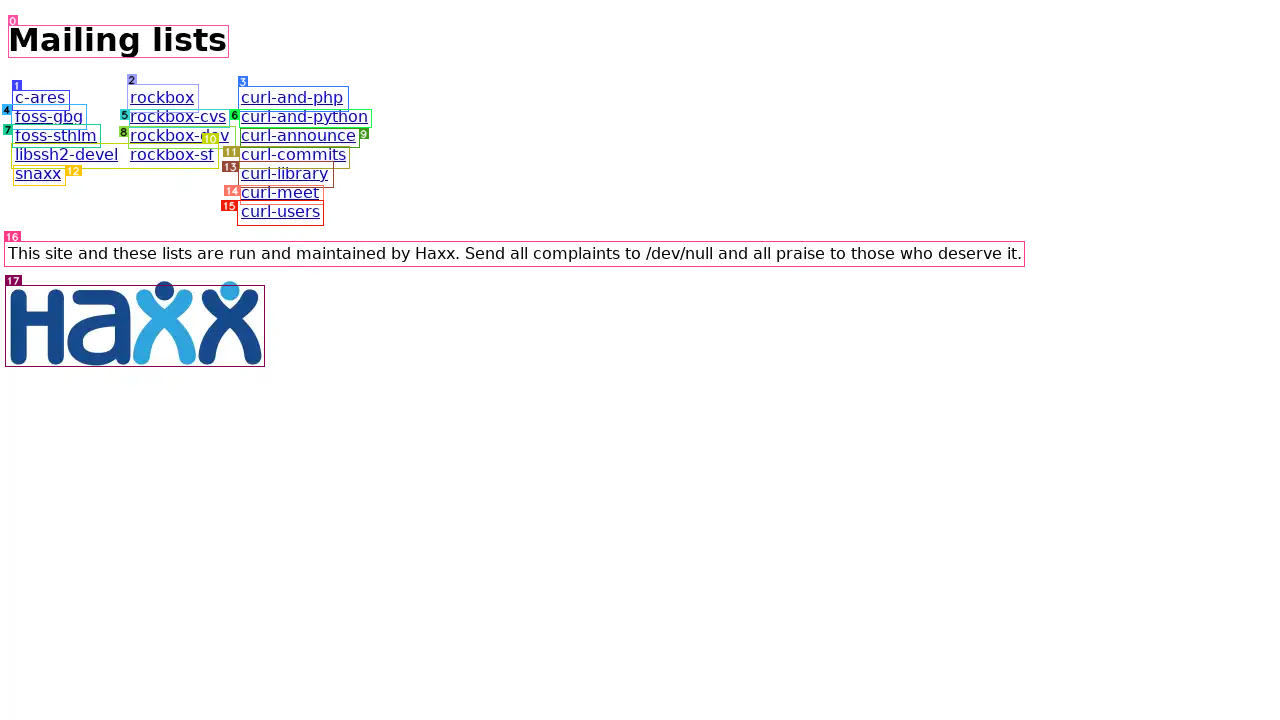 Mailing lists
c-ares rockbox curl-and-php
foss-gbg rockbox-cvs curl-and-python
foss-sthlm rockbox-dev curl-announce
libssh2-devel rockbox-sf curl-commits
snaxx curl-library
curl-meet
curl-users
This site and these lists are run and maintained by Haxx. Send all complaints to /dev/null and all praise to those who deserve it.
Haxx
0
1
2
3
4
5
6
7
8
9
10
11
12
13
14
15
16
17